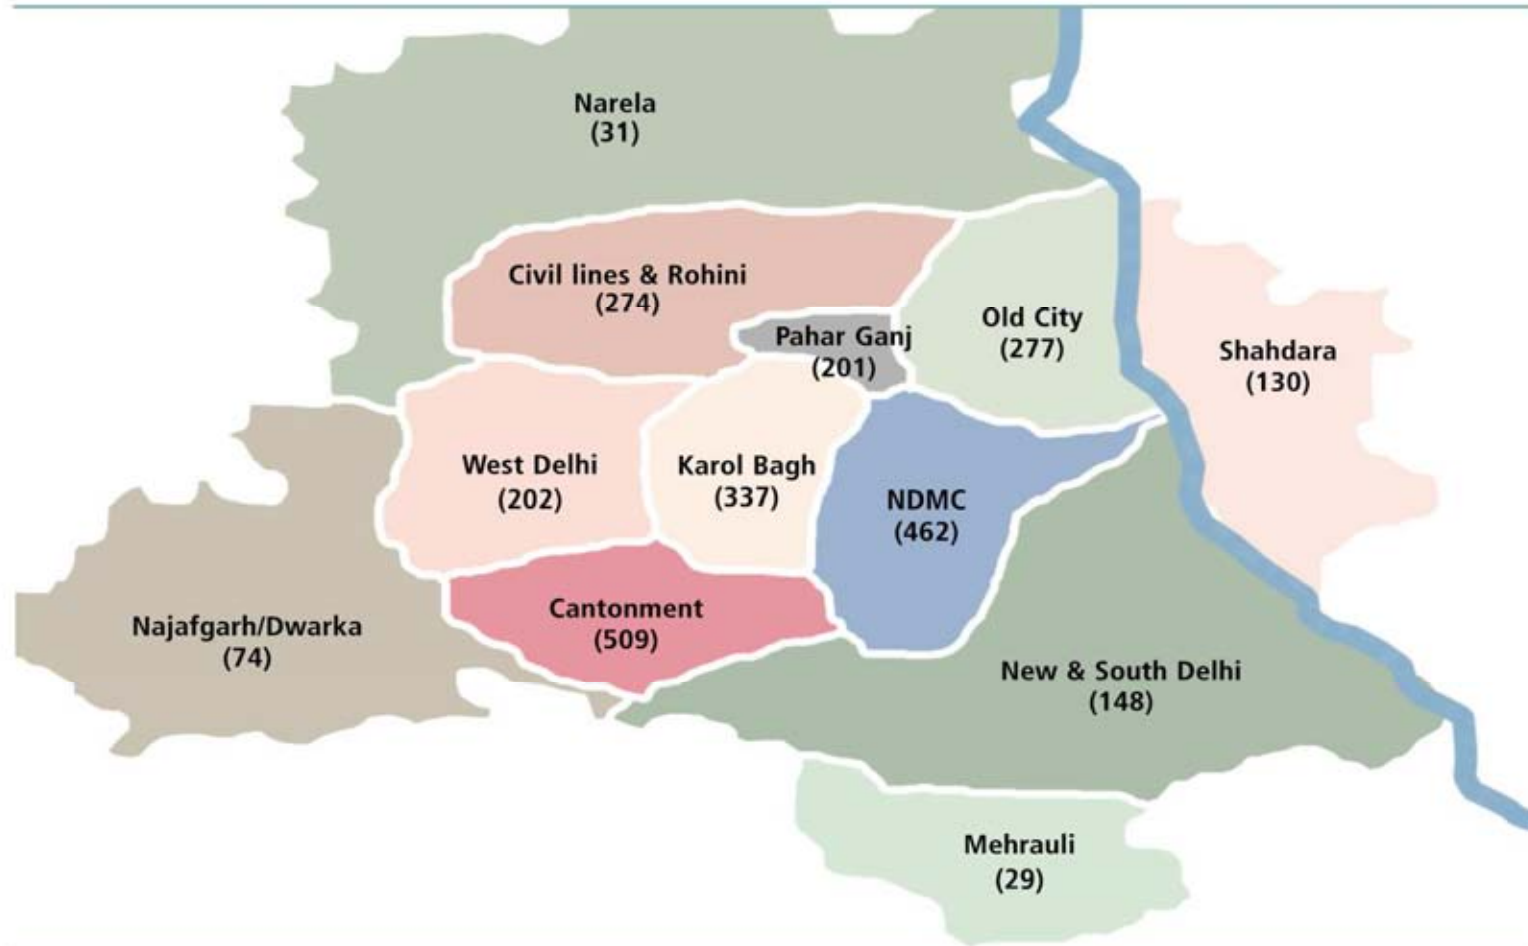 Narela
(31)
Civil lines & Rohini
(274)
Pahar Ganj
(201)
Old City
(277)
Shahdara
(130)
West Delhi
(202)
Karol Bagh
(337)
NDMC
(462)
Cantonment
(509)
Najafgarh/Dwarka
(74)
New & South Delhi
(148)
Mehrauli
(29)